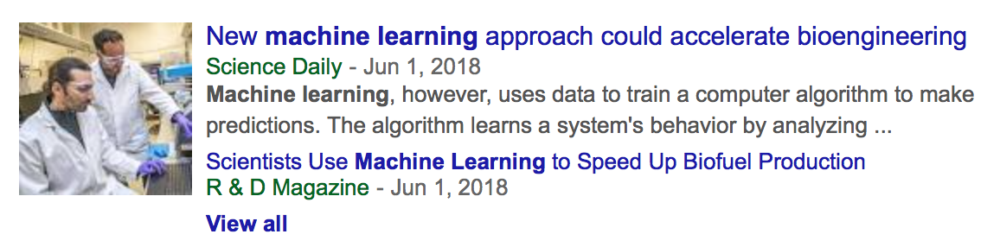 New machine learning approach could accelerate bioengineering
Science Daily - Jun 1, 2018
Machine learning, however, uses data to train a computer algorithm to make
predictions. The algorithm learns a system's behavior by analyzing ...
Scientists Use Machine Learning to Speed Up Biofuel Production
R & D Magazine - Jun 1, 2018
View all